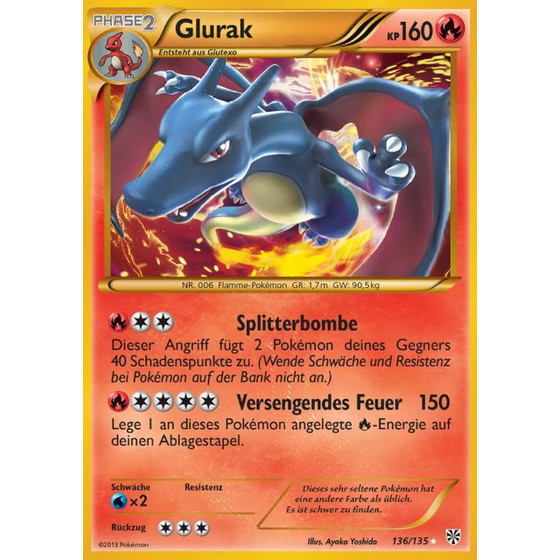 PHASE 2
Glurak
KP160
Entsteht aus Glutexo
NR. 006 Flamme-Pokémon GR: 1,7m GW: 90,5kg
Splitterbombe
Dieser Angriff fügt 2 Pokémon deines Gegners
40 Schadenspunkte zu. (Wende Schwäche und Resistenz
bei Pokémon auf der Bank nicht an.)
Versengendes Feuer 150
Lege 1 an dieses Pokémon angelegte -Energie auf
deinen Ablagestapel.
Schwäche
Resistenz
×2
Rückzug
Dieses sehr seltene Pokémon hat
eine andere Farbe als üblich.
Es ist schwer zu finden.
©2013 Pokémon
Illus. Ayaka Yoshida
136/135